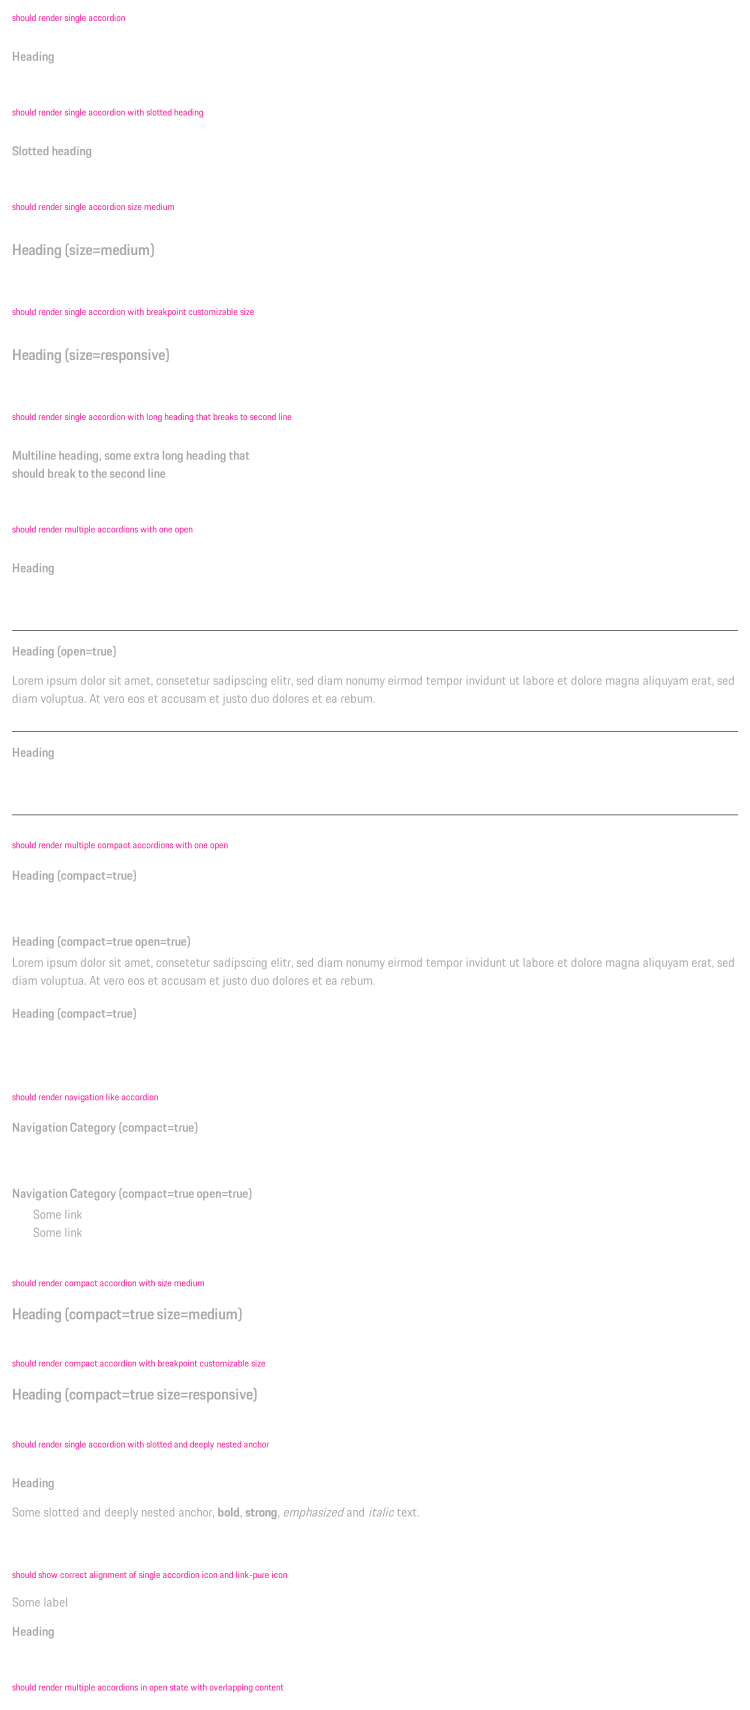 should render single accordion
Heading
should render single accordion with slotted heading
Slotted heading
should render single accordion size medium
Heading (size=medium)
should render single accordion with breakpoint customizable size
Heading (size=responsive)
should render single accordion with long heading that breaks to second line
Multiline heading, some extra long heading that
should break to the second line
should render multiple accordions with one open
Heading
Heading (open=true)
Lorem ipsum dolor sit amet, consetetur sadipscing elitr, sed diam nonumy eirmod tempor invidunt ut labore et dolore magna aliquyam erat, sed
diam voluptua. At vero eos et accusam et justo duo dolores et ea rebum.
Heading
should render multiple compact accordions with one open
Heading (compact=true)
Heading (compact=true open=true)
Lorem ipsum dolor sit amet, consetetur sadipscing elitr, sed diam nonumy eirmod tempor invidunt ut labore et dolore magna aliquyam erat, sed
diam voluptua. At vero eos et accusam et justo duo dolores et ea rebum.
Heading (compact=true)
should render navigation like accordion
Navigation Category (compact=true)
Navigation Category (compact=true open=true)
Some link
Some link
should render compact accordion with size medium
Heading (compact=true size=medium)
should render compact accordion with breakpoint customizable size
Heading (compact=true size=responsive)
should render single accordion with slotted and deeply nested anchor
Heading
Some slotted and deeply nested anchor, bold, strong, emphasized and italic text.
should show correct alignment of single accordion icon and link-pure icon
Some label
Heading
should render multiple accordions in open state with overlapping content